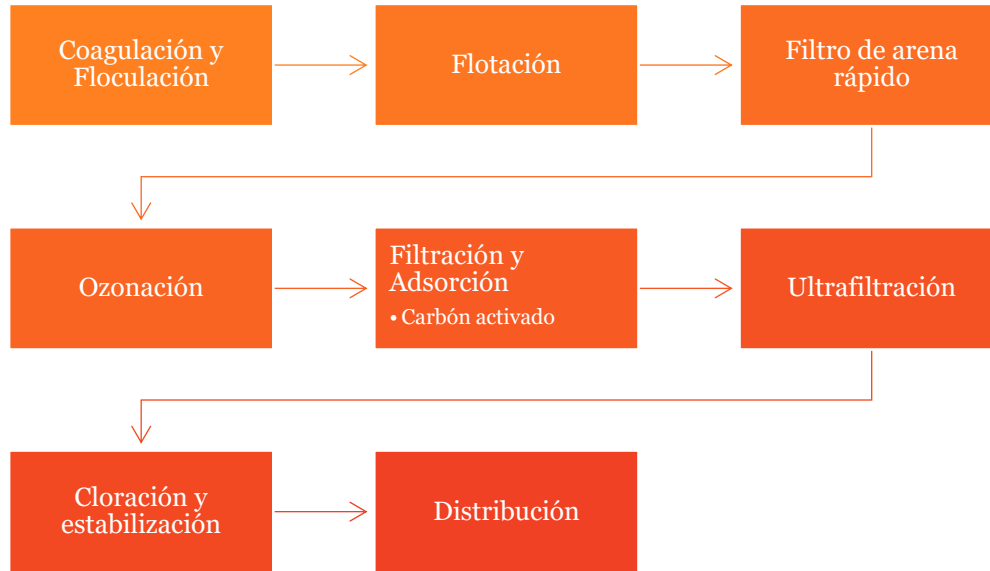 Coagulación y
Floculación
Flotación
Filtro de arena
rápido
Ozonación
Filtración y
Adsorción
• Carbón activado
Ultrafiltración
Cloración y
estabilización
Distribución